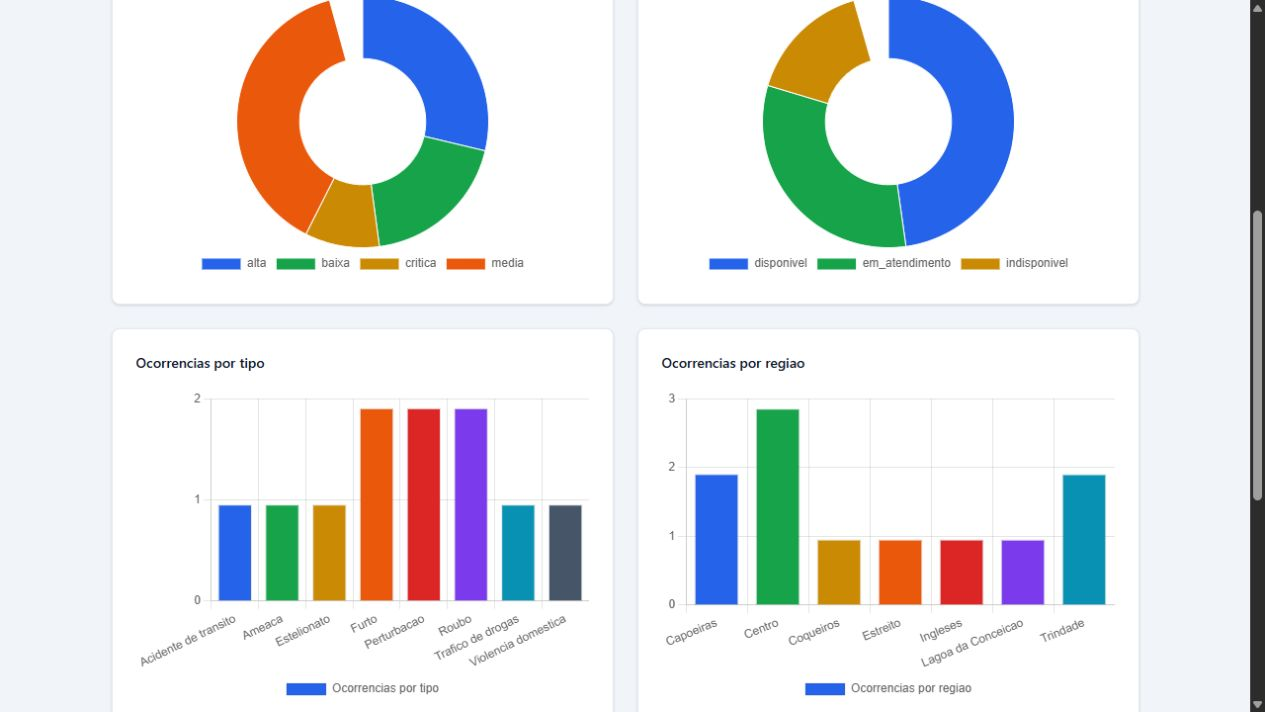 alta baixa critica media
disponivel em_atendimento indisponivel
Ocorrencias por tipo
2
1
0
Acidente de transito
Ameaca
Estelionato
Furto
Perturbacao
Roubo
Trafico de drogas
Violencia domestica
Ocorrencias por tipo
Ocorrencias por regiao
3
2
1
0
Capoeiras
Centro
Coqueiros
Estreito
Ingleses
Lagoa da Conceicao
Trindade
Ocorrencias por regiao